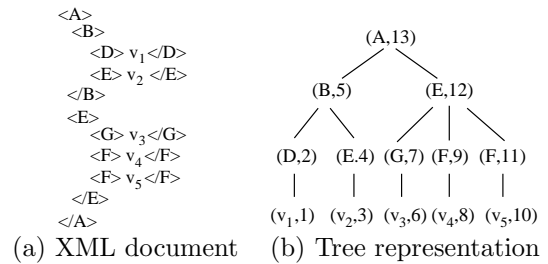 <A>
<B>
<D> v1 </D>
<E> v2 </E>
</B>
<E>
<G> v3 </G>
<F> v4 </F>
<F> v5 </F>
</E>
</A>
(a) XML document
(A,13)
(B,5) (E,12)
(D,2) (E.4) (G,7) (F,9) (F,11)
(v1,1) (v2,3) (v3,6) (v4,8) (v5,10)
(b) Tree representation